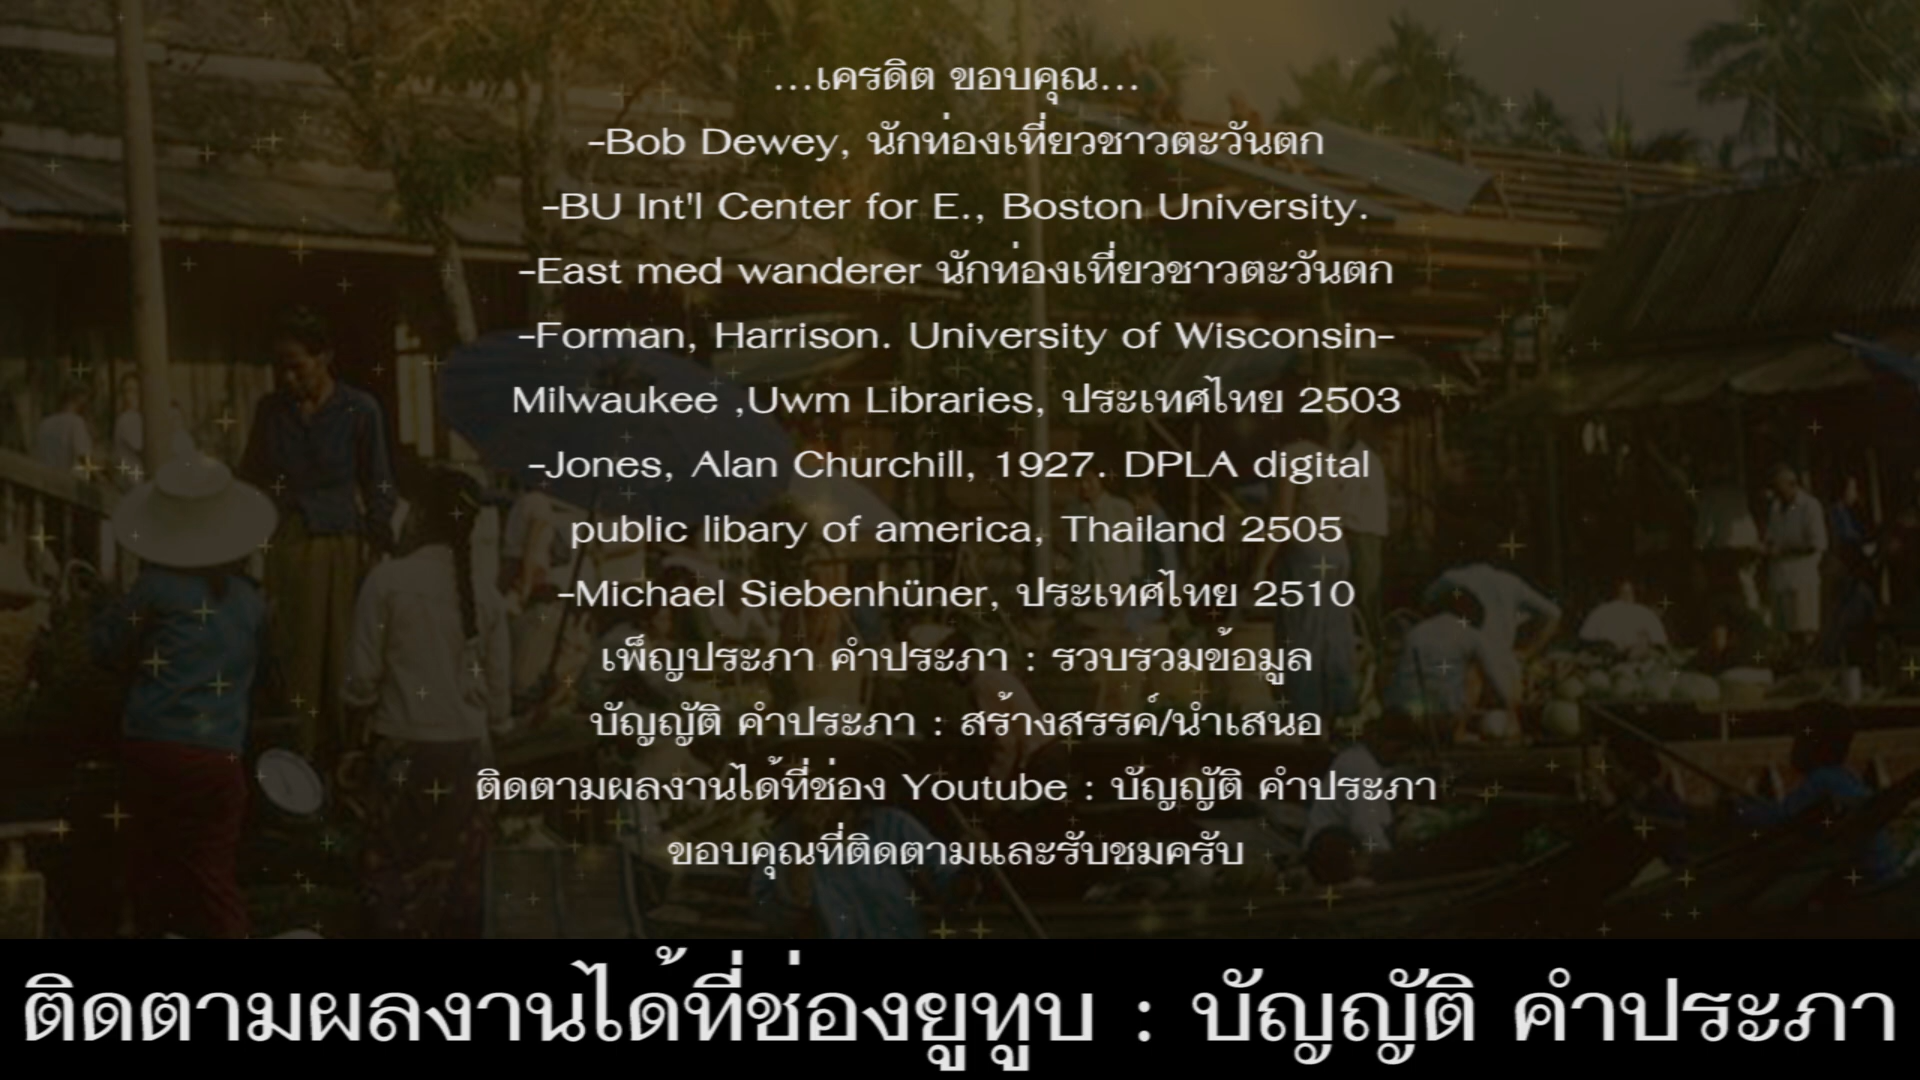 ...เครดิต ขอบคุณ...
-Bob Dewey, นักท่องเที่ยวชาวตะวันตก
-BU Int'l Center for E., Boston University.
-East med wanderer นักท่องเที่ยวชาวตะวันตก
-Forman, Harrison. University of Wisconsin-
Milwaukee ,Uwm Libraries, ประเทศไทย 2503
-Jones, Alan Churchill, 1927. DPLA digital
public libary of america, Thailand 2505
-Michael Siebenhüner, ประเทศไทย 2510
เพ็ญประภา คำประภา : รวบรวมข้อมูล
บัญญัติ คำประภา : สร้างสรรค์/นำเสนอ
ติดตามผลงานได้ที่ช่อง Youtube : บัญญัติ คำประภา
ขอบคุณที่ติดตามและรับชมครับ
ติดตามผลงานได้ที่ช่องยูทูบ : บัญญัติ คำประภา